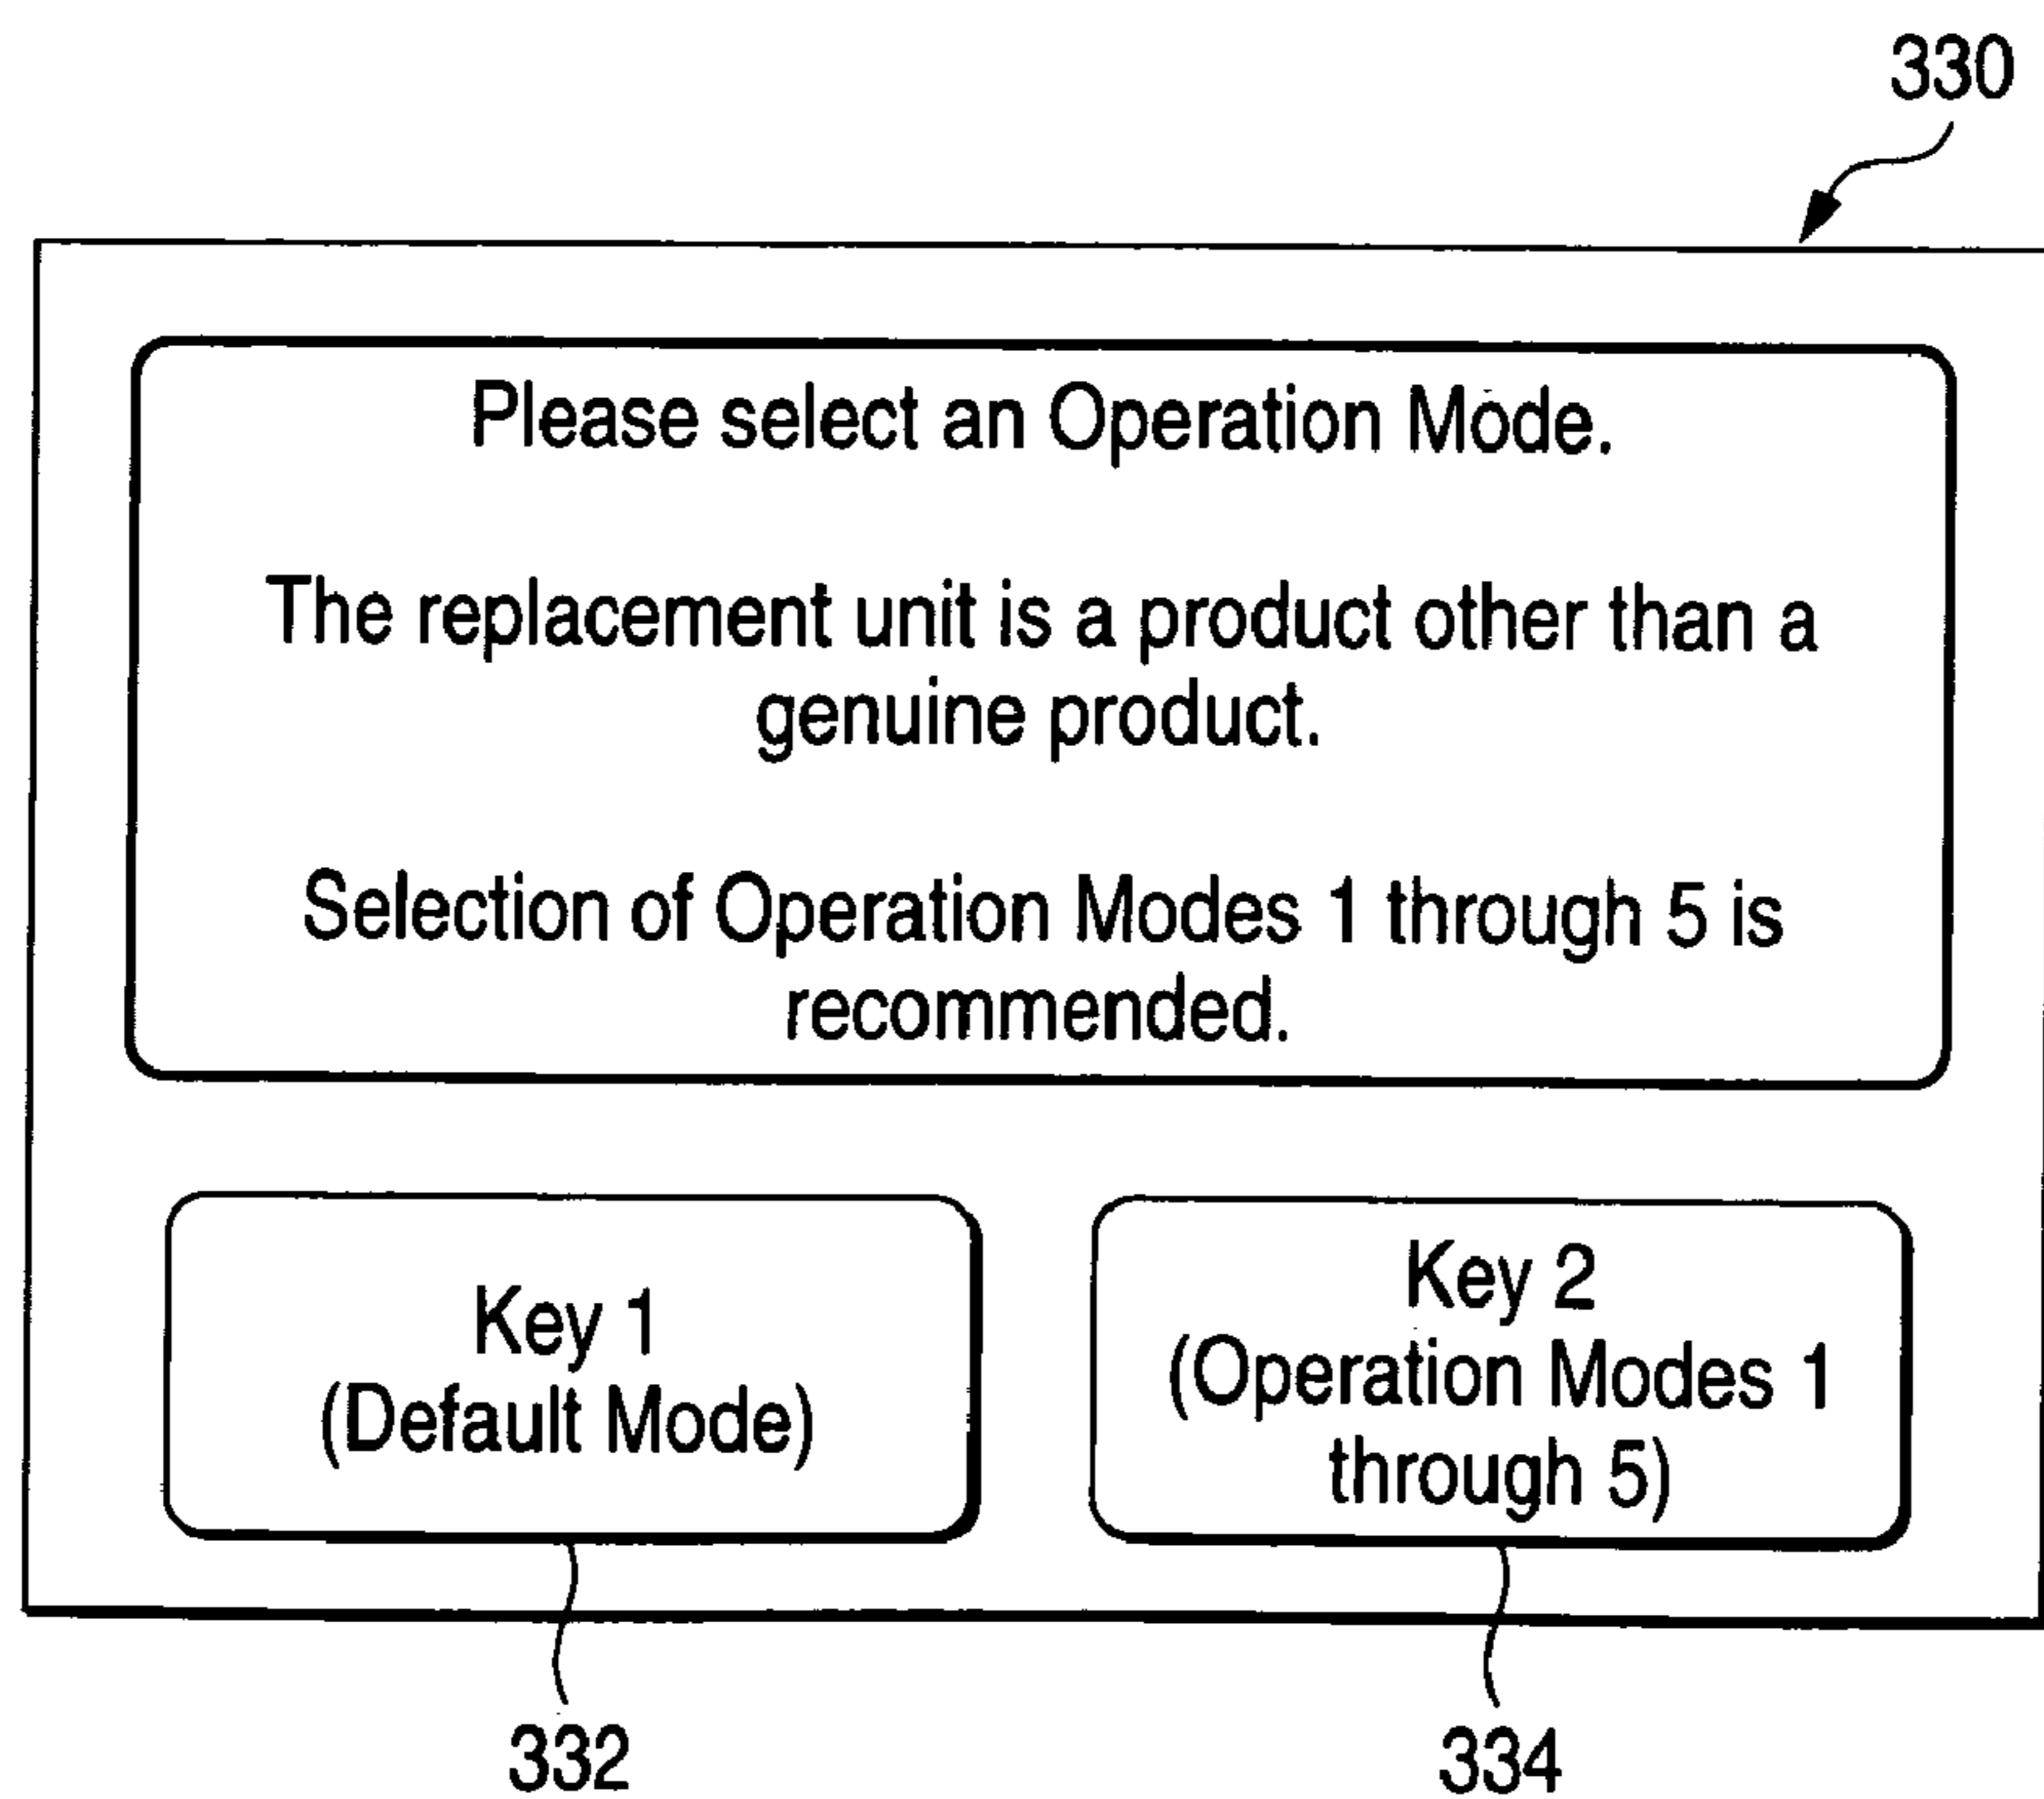 330
Please select an Operation Mode.
The replacement unit is a product other than a
genuine product.
Selection of Operation Modes 1 through 5 is
recommended.
Key 1
(Default Mode)
Key 2
(Operation Modes 1
through 5)
332
334